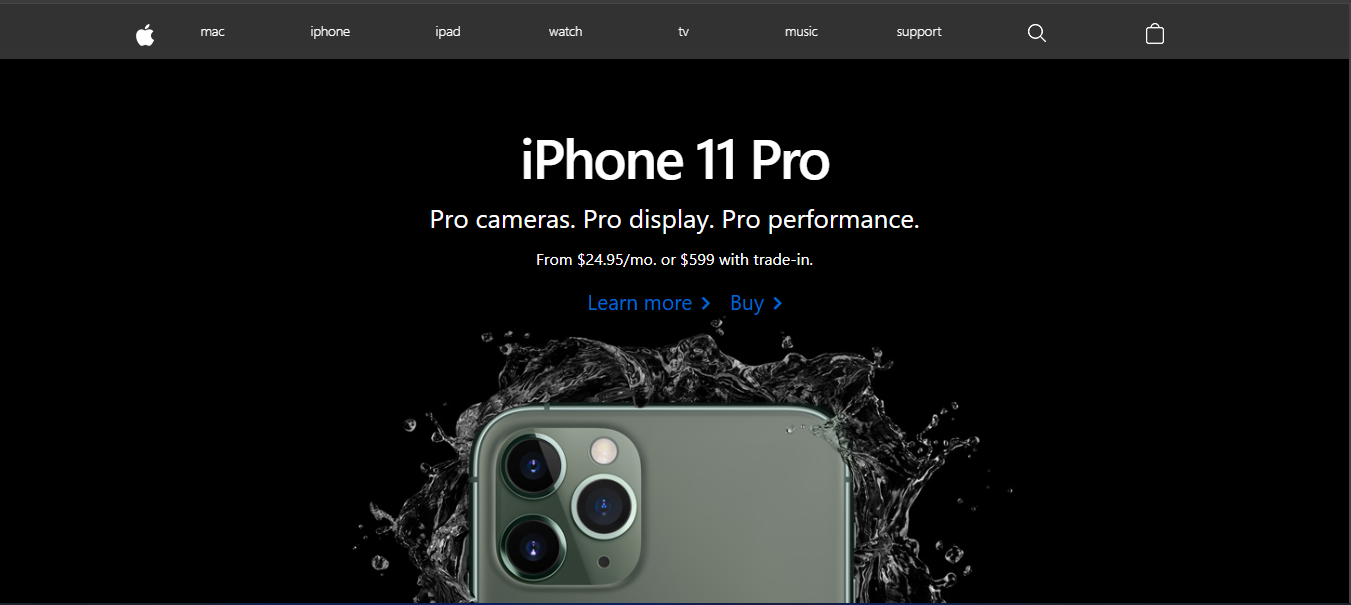 mac iphone ipad watch tv music support
iPhone 11 Pro
Pro cameras. Pro display. Pro performance.
From $24.95/mo. or $599 with trade-in.
Learn more Buy